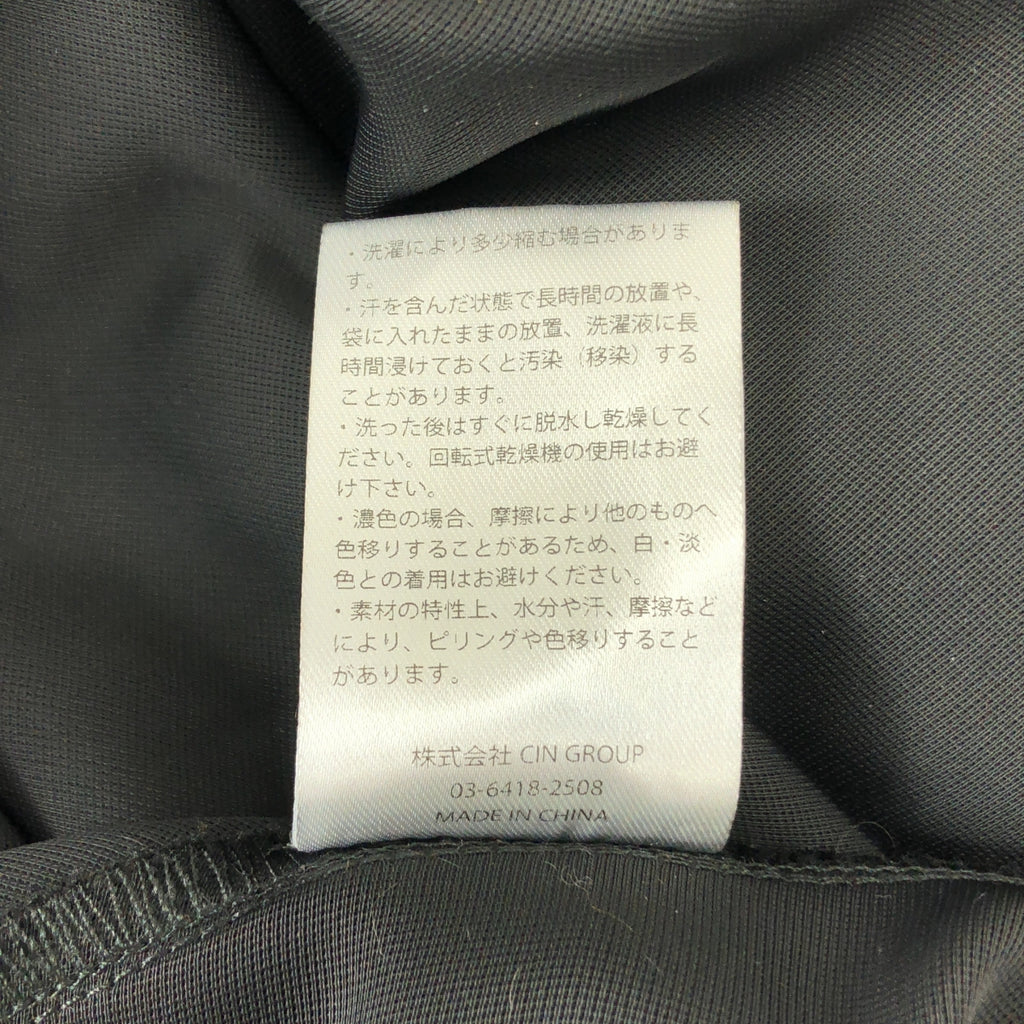 ・洗濯により多少縮む場合がありま
す。
・汗を含んだ状態で長時間の放置や、
袋に入れたままの放置、洗濯液に長
時間浸けておくと汚染（移染）する
ことがあります。
・洗った後はすぐに脱水し乾燥してく
ださい。回転式乾燥機の使用はお避
け下さい。
・濃色の場合、摩擦により他のものへ
色移りすることがあるため、白・淡
色との着用はお避けください。
・素材の特性上、水分や汗、摩擦など
により、ピリングや色移りすること
があります。
株式会社 CIN GROUP
03-6418-2508
MADE IN CHINA